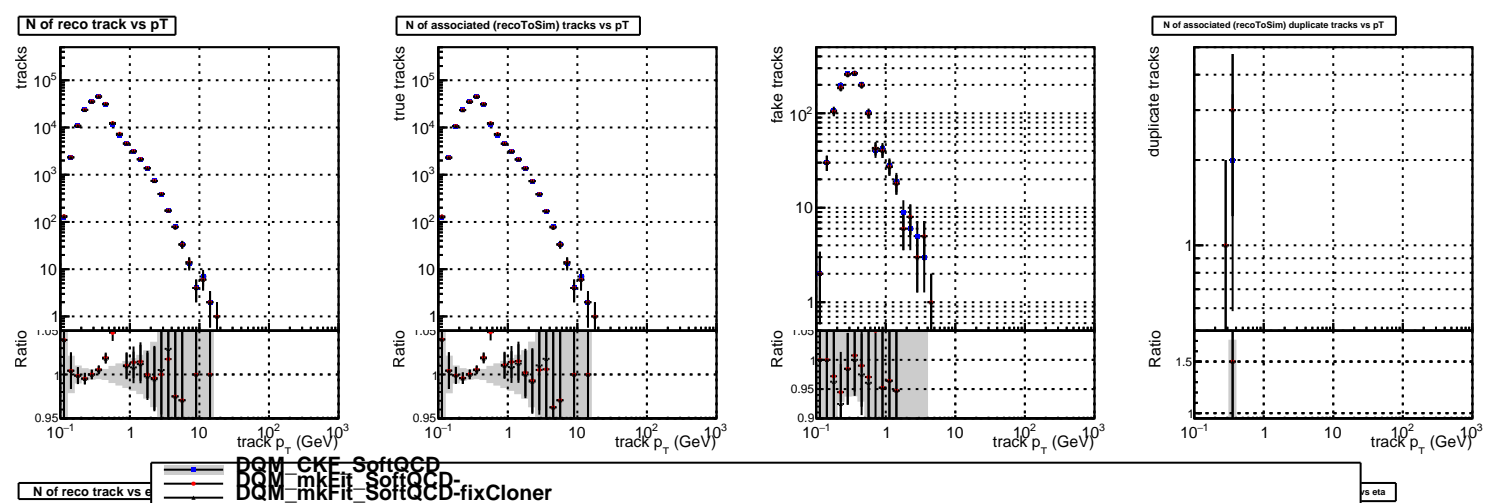 N of reco track vs pT
N of associated (recoToSim) tracks vs pT
N of associated (recoToSim) duplicate tracks vs pT
tracks
10^5
10^4
10^3
10^2
10
1
Ratio
1.05
1
0.95
10^-1 1 10 10^2 10^3
track p_T (GeV)
true tracks
10^5
10^4
10^3
10^2
10
1
Ratio
1.05
1
0.95
10^-1 1 10 10^2 10^3
track p_T (GeV)
fake tracks
10^2
10
1
Ratio
1.05
1
0.95
0.9
10^-1 1 10 10^2 10^3
track p_T (GeV)
duplicate tracks
1
Ratio
1.5
1
10^-1 1 10 10^2 10^3
track p_T (GeV)
DQM_CKF_SoftQCD
DQM_mkFit_SoftQCD-
DQM_mkFit_SoftQCD-fixCloner
N of reco track vs e
vs eta